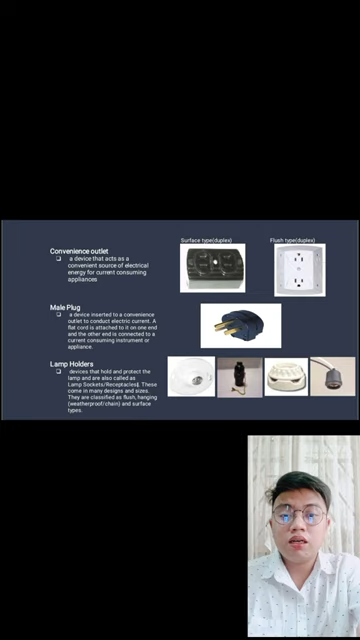 Surface type(duplex)
Flush type(duplex)
Convenience outlet
❏ a device that acts as a
convenient source of electrical
energy for current consuming
appliances
Male Plug
❏ a device inserted to a convenience
outlet to conduct electric current. A
flat cord is attached to it on one end
and the other end is connected to a
current consuming instrument or
appliance.
Lamp Holders
❏ devices that hold and protect the
lamp and are also called as
Lamp Sockets/Receptacles). These
come in many designs and sizes.
They are classified as flush, hanging
(weatherproof/chain) and surface
types.